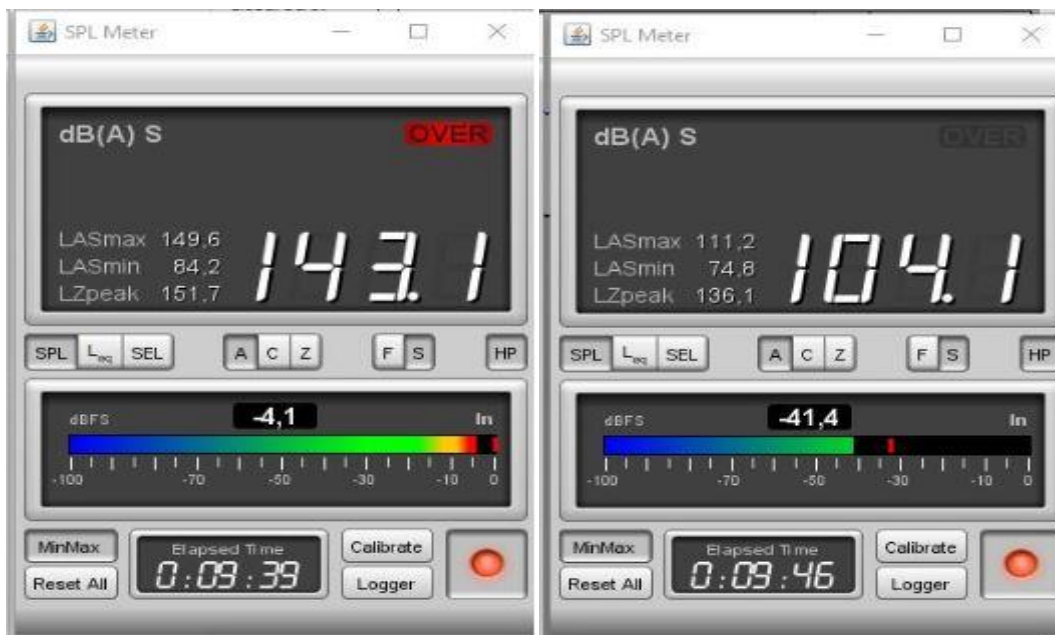 SPL Meter
dB(A) S
OVER
LASmax 149,6
LASmin 84,2
LZpeak 151,7
143.1
SPL Leq SEL
A C Z
F S
HP
dBFS
-4,1
In
-100 -70 -50 -30 -10 0
MinMax
Reset All
Elapsed Time
0:09:39
Calibrate
Logger
SPL Meter
dB(A) S
OVER
LASmax 111,2
LASmin 74,8
LZpeak 136,1
104.1
SPL Leq SEL
A C Z
F S
HP
dBFS
-41,4
In
-100 -70 -50 -30 -10 0
MinMax
Reset All
Elapsed Time
0:09:46
Calibrate
Logger